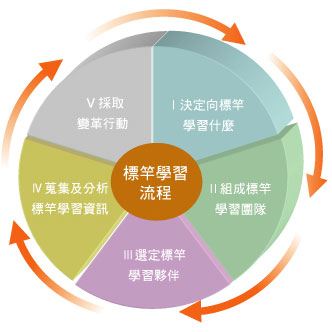 標竿學習
流程
Ⅰ決定向標竿
學習什麼
Ⅱ組成標竿
學習團隊
Ⅲ選定標竿
學習夥伴
Ⅳ蒐集及分析
標竿學習資訊
Ⅴ採取
變革行動